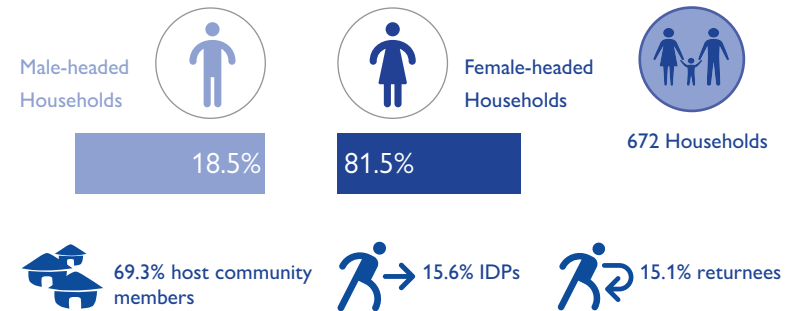 Male-headed
Households
18.5%
Female-headed
Households
81.5%
672 Households
69.3% host community
members
15.6% IDPs
15.1% returnees